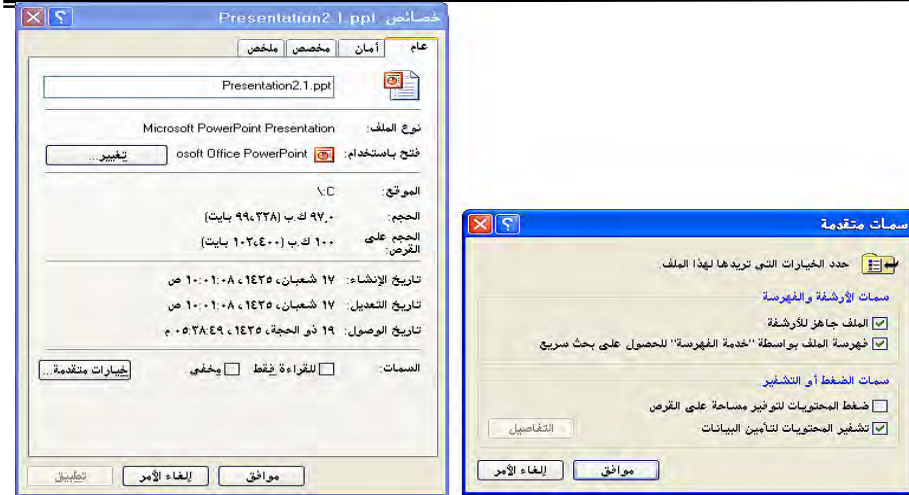 خصائص Presentation2.1.ppt
عام
أمان
مخصص
ملخص
Presentation2.1.ppt
نوع الملف: Microsoft PowerPoint Presentation
فتح باستخدام: osoft Office PowerPoint تغيير...
الموقع: C:\
الحجم: ٩٧,٠ ك.ب (٩٩,٣٢٨ بايت)
الحجم على القرص: ١٠٠ ك.ب (١٠٢,٤٠٠ بايت)
تاريخ الإنشاء: ١٧ شعبان، ١٤٢٥، ١٠:٠١:٠٨ ص
تاريخ التعديل: ١٧ شعبان، ١٤٢٥، ١٠:٠١:٠٨ ص
تاريخ الوصول: ١٩ ذو الحجة، ١٤٢٥، ٠٥:٣٨:٤٩ م
السمات: للقراءة فقط مخفي خيارات متقدمة...
موافق
إلغاء الأمر
تطبيق
سمات متقدمة
حدد الخيارات التي تريدها لهذا الملف.
سمات الأرشفة والفهرسة
الملف جاهز للأرشفة
فهرسة الملف بواسطة "خدمة الفهرسة" للحصول على بحث سريع
سمات الضغط أو التشفير
ضغط المحتويات لتوفير مساحة على القرص
تشفير المحتويات لتأمين البيانات
التفاصيل
موافق
إلغاء الأمر